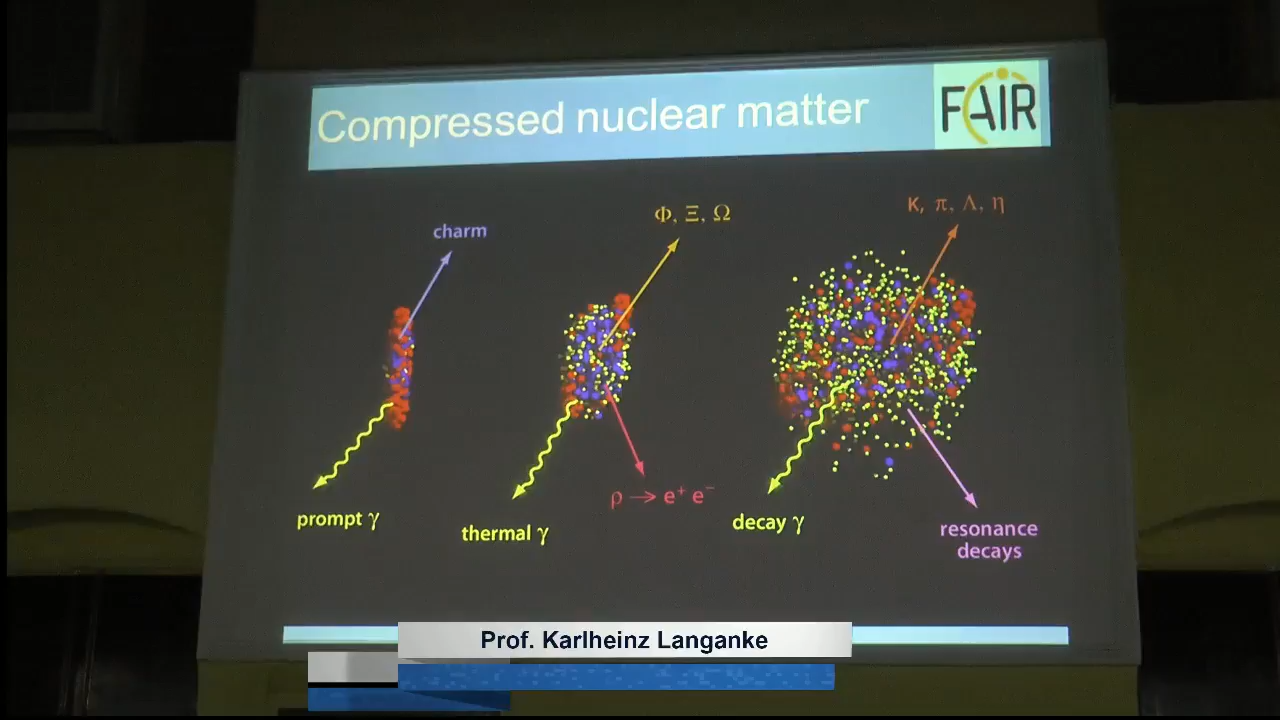 Compressed nuclear matter
FAIR
charm
Φ, Ξ, Ω
K, π, Λ, η
prompt γ
thermal γ
ρ → e⁺ e⁻
decay γ
resonance
decays
Prof. Karlheinz Langanke